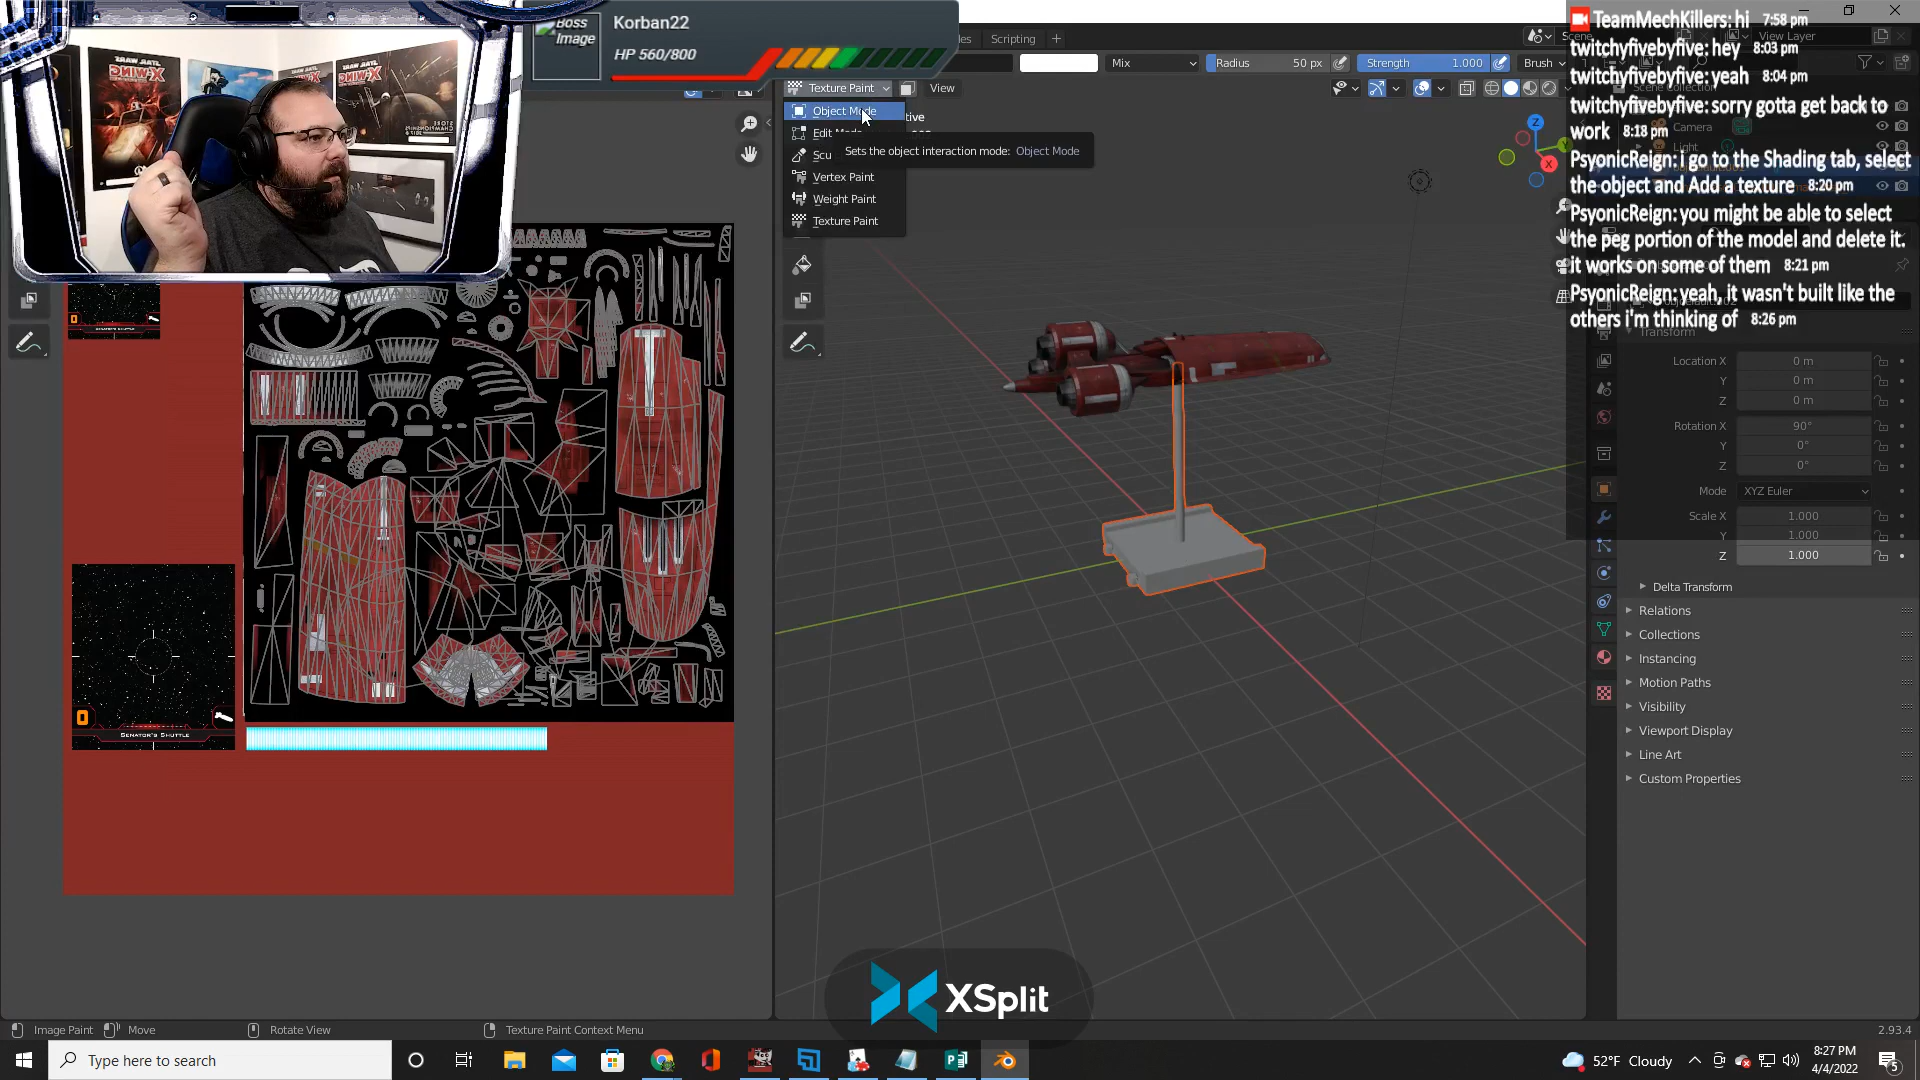 Boss
Image
Korban22
HP 560/800
Scripting
Mix
Radius 50 px
Strength 1.000
Brush
View Layer
Texture Paint
View
Object Mode
Sets the object interaction mode: Object Mode
Vertex Paint
Weight Paint
Texture Paint
TeamMechKillers: hi 7:58 pm
twitchyfivebyfive: hey 8:03 pm
twitchyfivebyfive: yeah 8:04 pm
twitchyfivebyfive: sorry gotta get back to
work 8:18 pm
PsyonicReign: i go to the Shading tab, select
the object and Add a texture 8:20 pm
PsyonicReign: you might be able to select
the peg portion of the model and delete it.
it works on some of them 8:21 pm
PsyonicReign: yeah, it wasn't built like the
others i'm thinking of 8:26 pm
Camera
Light
Transform
Location X 0 m
Y 0 m
Z 0 m
Rotation X 90°
Y 0°
Z 0°
Mode XYZ Euler
Scale X 1.000
Y 1.000
Z 1.000
Delta Transform
Relations
Collections
Instancing
Motion Paths
Visibility
Viewport Display
Line Art
Custom Properties
Z
X
SENATOR'S SHUTTLE
XSplit
Image Paint
Move
Rotate View
Texture Paint Context Menu
2.93.4
Type here to search
52°F Cloudy
8:27 PM
4/4/2022
5